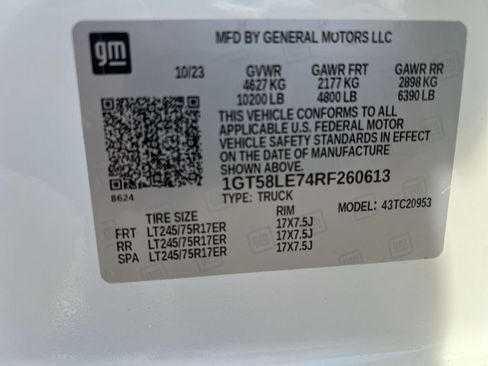 gm
MFD BY GENERAL MOTORS LLC
10/23 GVWR GAWR FRT GAWR RR
4627 KG 2177 KG 2898 KG
10200 LB 4800 LB 6390 LB
THIS VEHICLE CONFORMS TO ALL
APPLICABLE U.S. FEDERAL MOTOR
VEHICLE SAFETY STANDARDS IN EFFECT
ON THE DATE OF MANUFACTURE SHOWN
ABOVE.
1GT58LE74RF260613
B624
TYPE: TRUCK MODEL: 43TC20953
TIRE SIZE RIM
FRT LT245/75R17ER 17X7.5J
RR LT245/75R17ER 17X7.5J
SPA LT245/75R17ER 17X7.5J